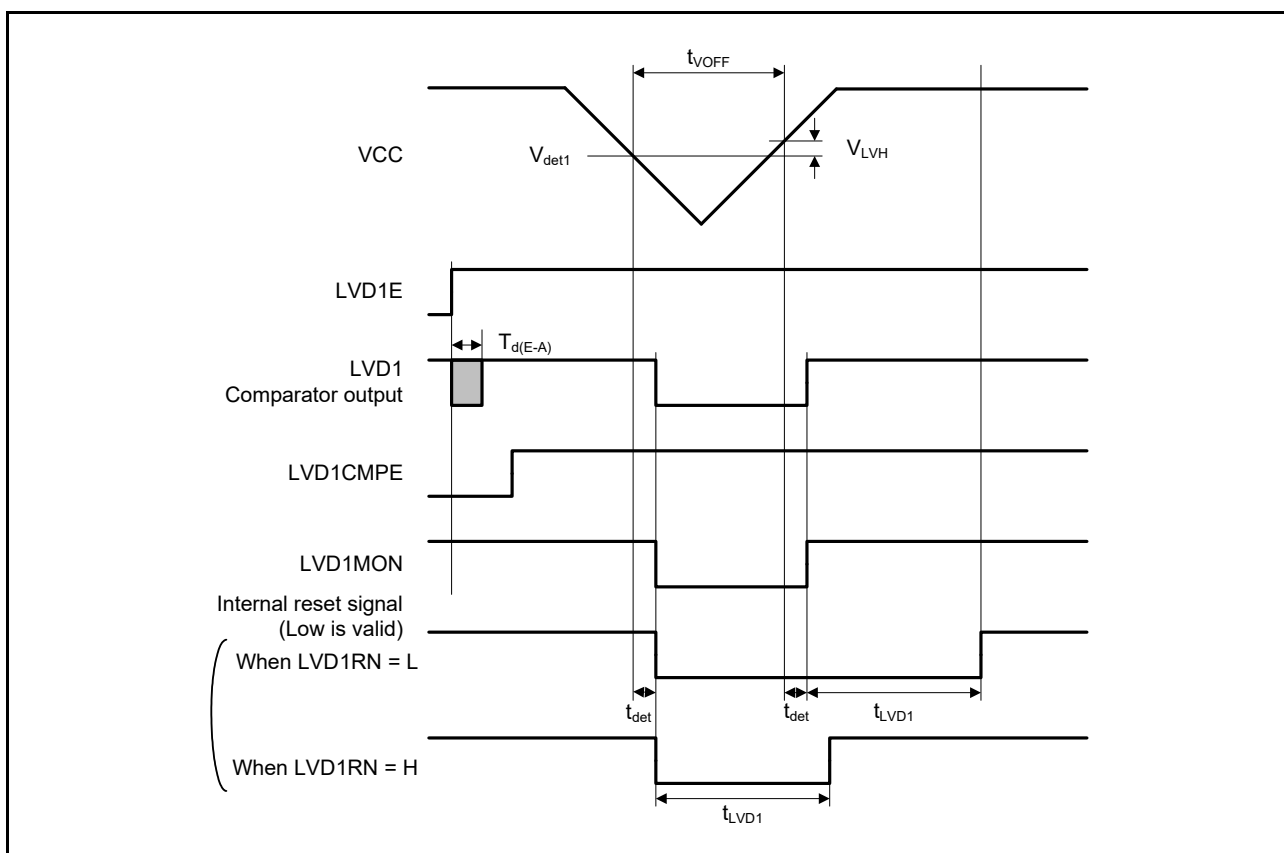 tVOFF
VCC
Vdet1
VLVH
LVD1E
Td(E-A)
LVD1
Comparator output
LVD1CMPE
LVD1MON
Internal reset signal
(Low is valid)
When LVD1RN = L
tdet
tdet
tLVD1
When LVD1RN = H
tLVD1